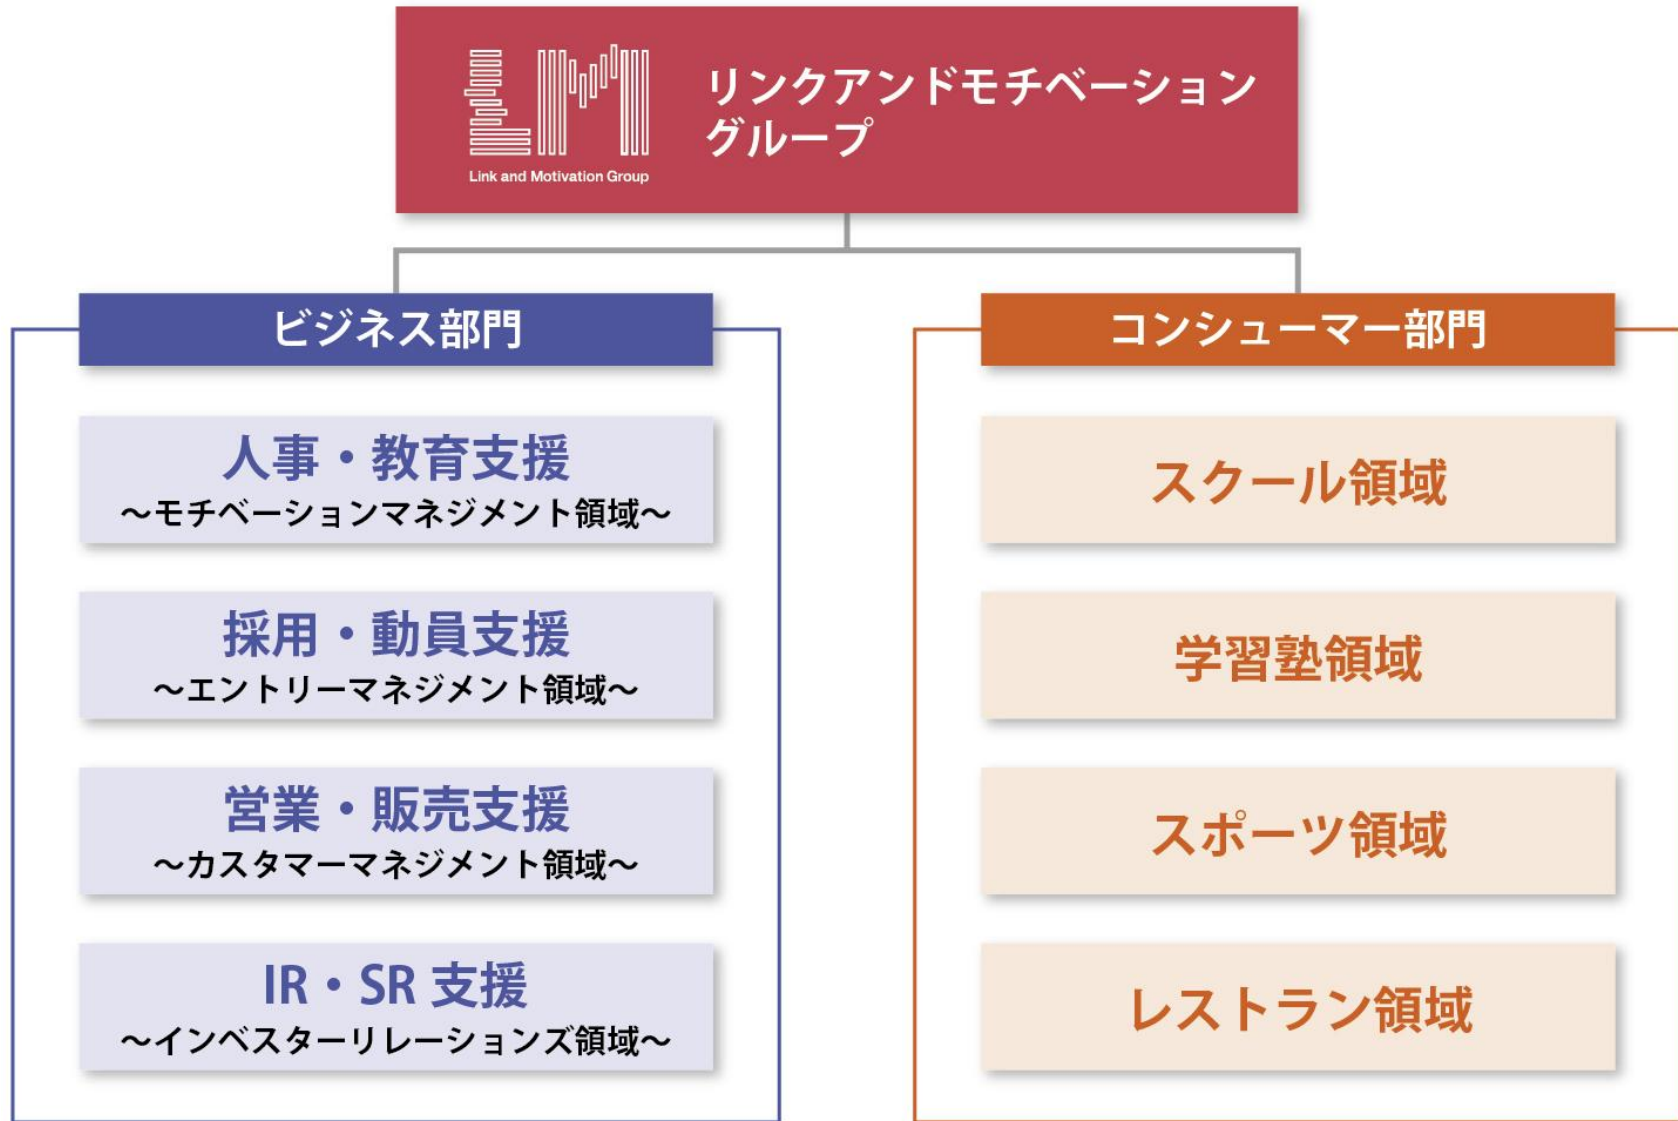 LM
Link and Motivation Group
リンクアンドモチベーション
グループ
ビジネス部門
人事・教育支援
〜モチベーションマネジメント領域〜
採用・動員支援
〜エントリーマネジメント領域〜
営業・販売支援
〜カスタマーマネジメント領域〜
IR・SR 支援
〜インベスターリレーションズ領域〜
コンシューマー部門
スクール領域
学習塾領域
スポーツ領域
レストラン領域